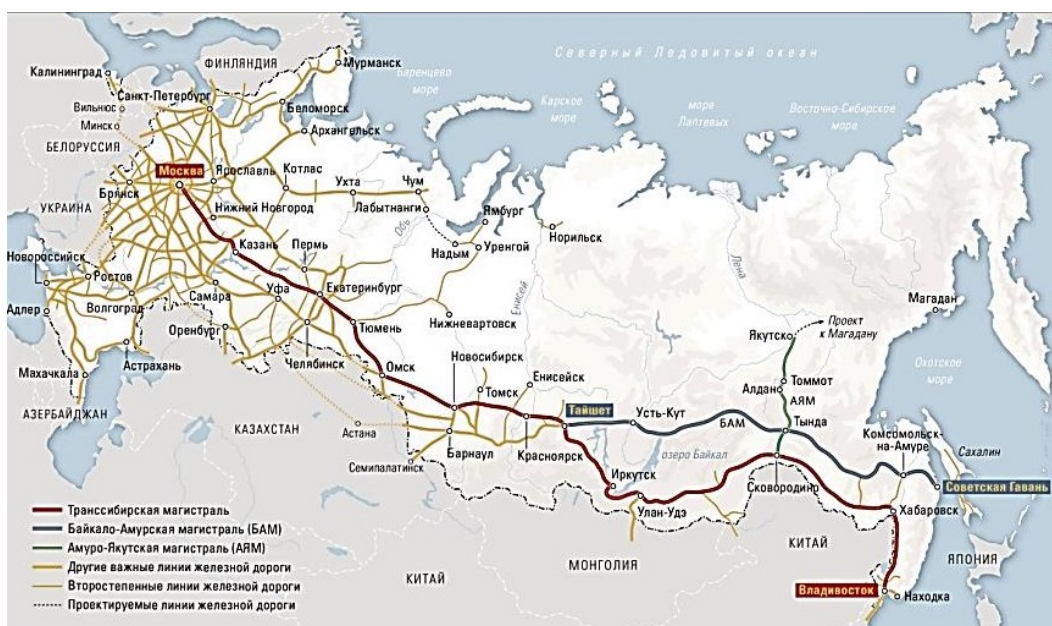 Северный Ледовитый океан
Баренцево
море
Карское
море
море
Лаптевых
Восточно-Сибирское
море
ФИНЛЯНДИЯ
Мурманск
Калининград
Санкт-Петербург
Вильнюс
Минск
Беломорск
Архангельск
БЕЛОРУССИЯ
Москва
Ярославль
Котлас
Ухта
Чум
Лабытнанги
Брянск
УКРАИНА
Нижний Новгород
Обь
Ямбург
Надым
Уренгой
Норильск
Новороссийск
Казань
Пермь
Енисей
Лена
Ростов
Самара
Уфа
Екатеринбург
Адлер
Волгоград
Оренбург
Тюмень
Нижневартовск
Магадан
Проект
к Магадану
Якутск
Охотское
море
Махачкала
Астрахань
Челябинск
Омск
Новосибирск
Томск
Енисейск
Томмот
Алдан
АЯМ
АЗЕРБАЙДЖАН
КАЗАХСТАН
Астана
Тайшет
Усть-Кут
БАМ
Тында
Комсомольск-
на-Амуре
Сахалин
Семипалатинск
Барнаул
Красноярск
озеро Байкал
Иркутск
Сковородино
Советская Гавань
Улан-Удэ
Хабаровск
КИТАЙ
МОНГОЛИЯ
КИТАЙ
ЯПОНИЯ
Владивосток
Находка
Транссибирская магистраль
Байкало-Амурская магистраль (БАМ)
Амуро-Якутская магистраль (АЯМ)
Другие важные линии железной дороги
Второстепенные линии железной дороги
Проектируемые линии железной дороги